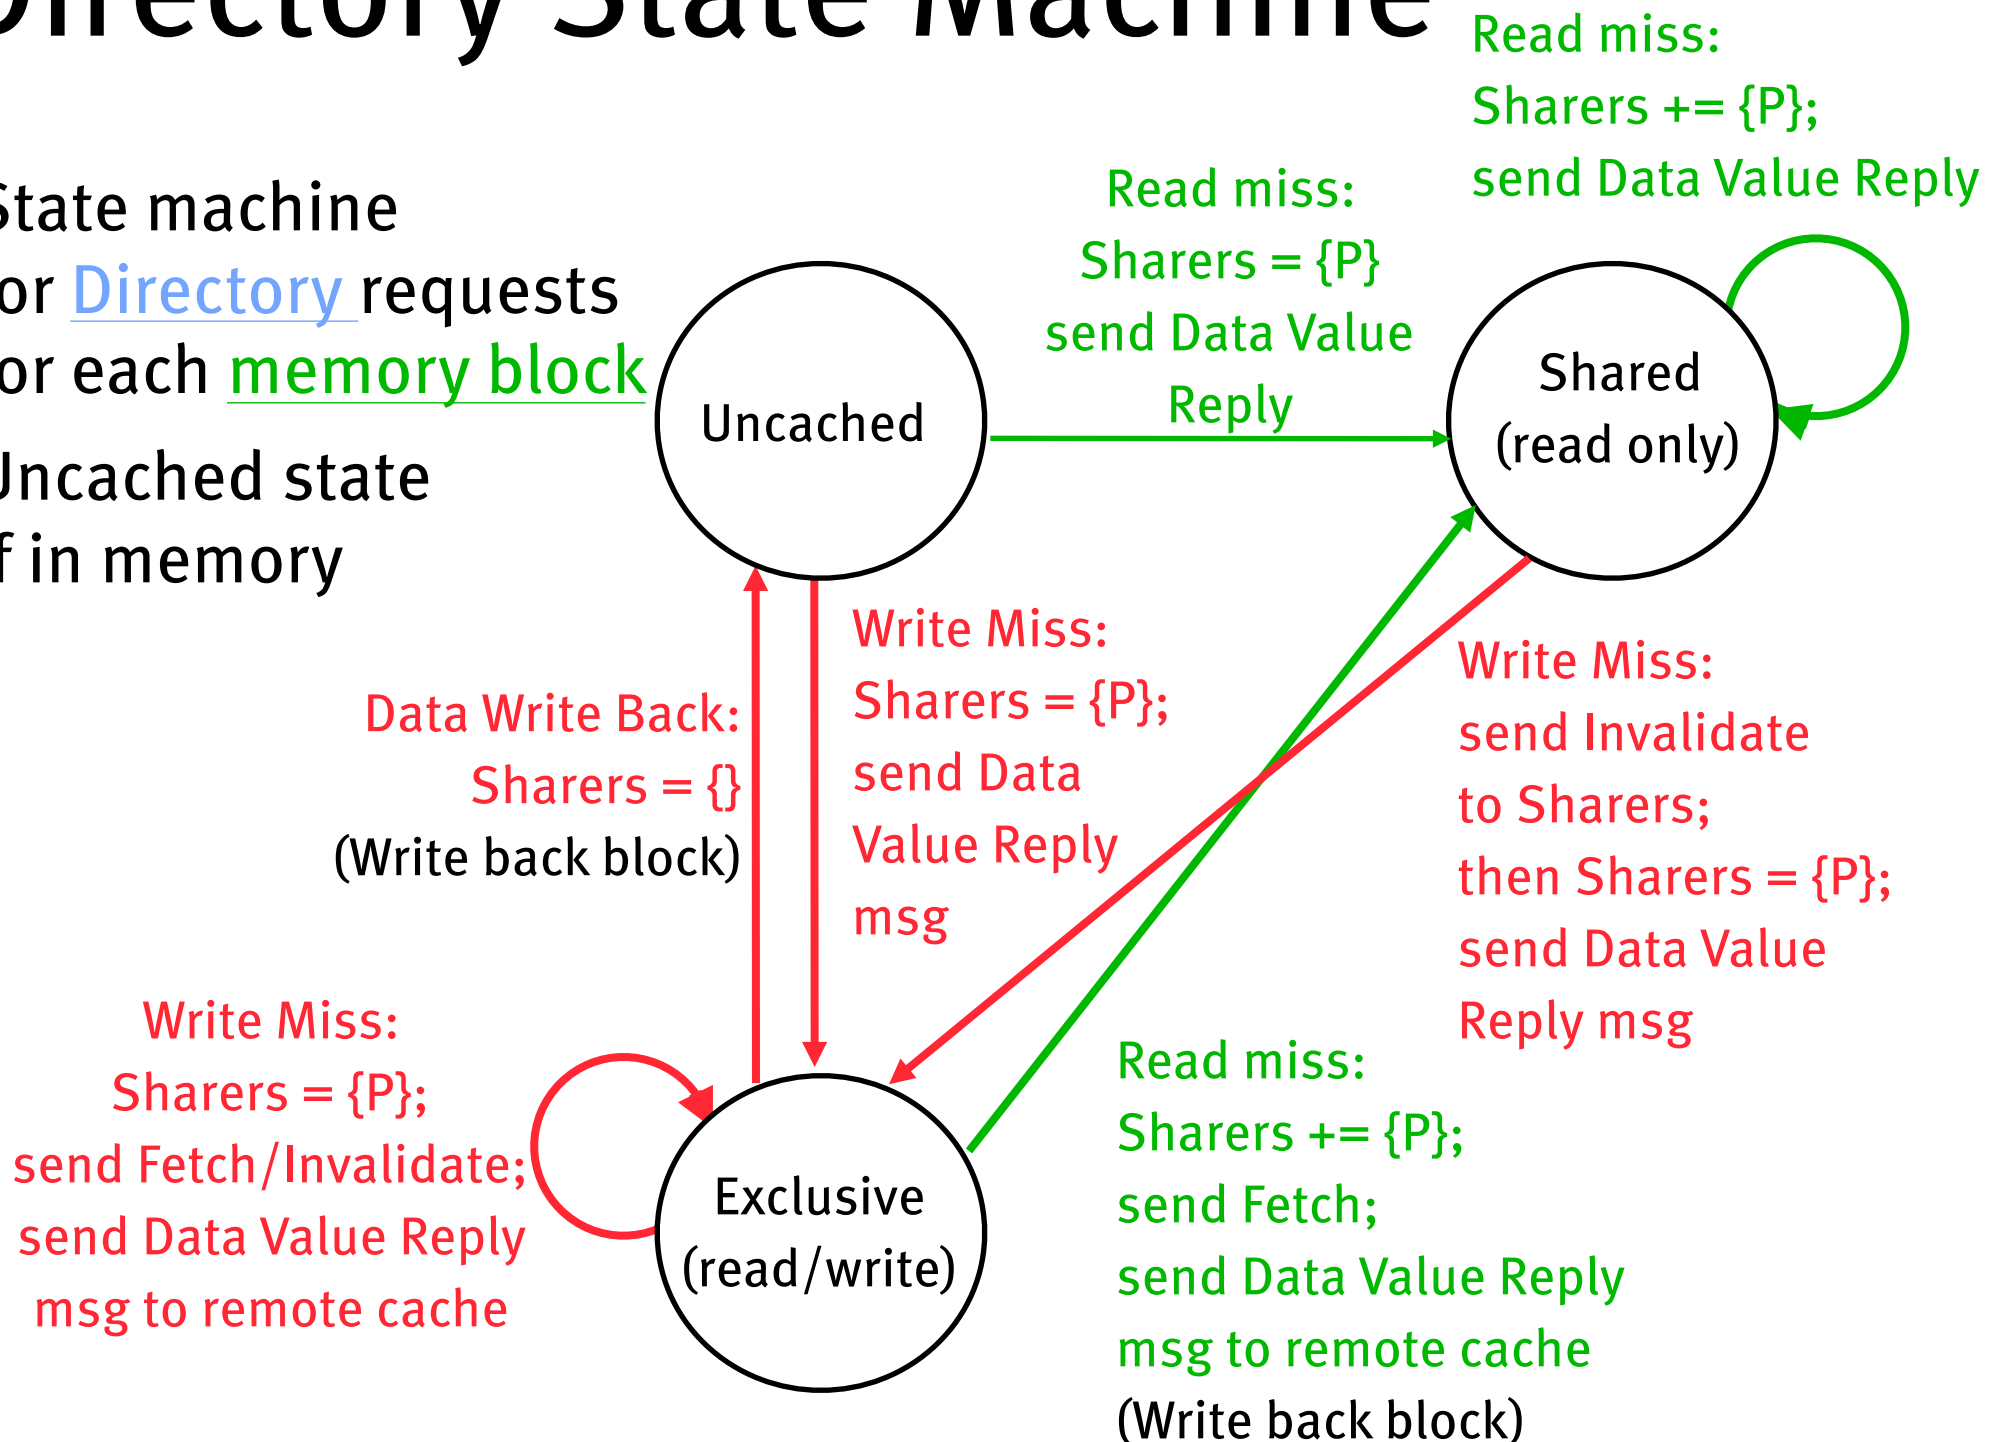 Directory State Machine
State machine
or Directory requests
or each memory block
Uncached state
f in memory
Read miss:
Sharers = {P}
send Data Value
Reply
Read miss:
Sharers += {P};
send Data Value Reply
Uncached
Shared
(read only)
Data Write Back:
Sharers = {}
(Write back block)
Write Miss:
Sharers = {P};
send Data
Value Reply
msg
Write Miss:
send Invalidate
to Sharers;
then Sharers = {P};
send Data Value
Reply msg
Write Miss:
Sharers = {P};
send Fetch/Invalidate;
send Data Value Reply
msg to remote cache
Exclusive
(read/write)
Read miss:
Sharers += {P};
send Fetch;
send Data Value Reply
msg to remote cache
(Write back block)